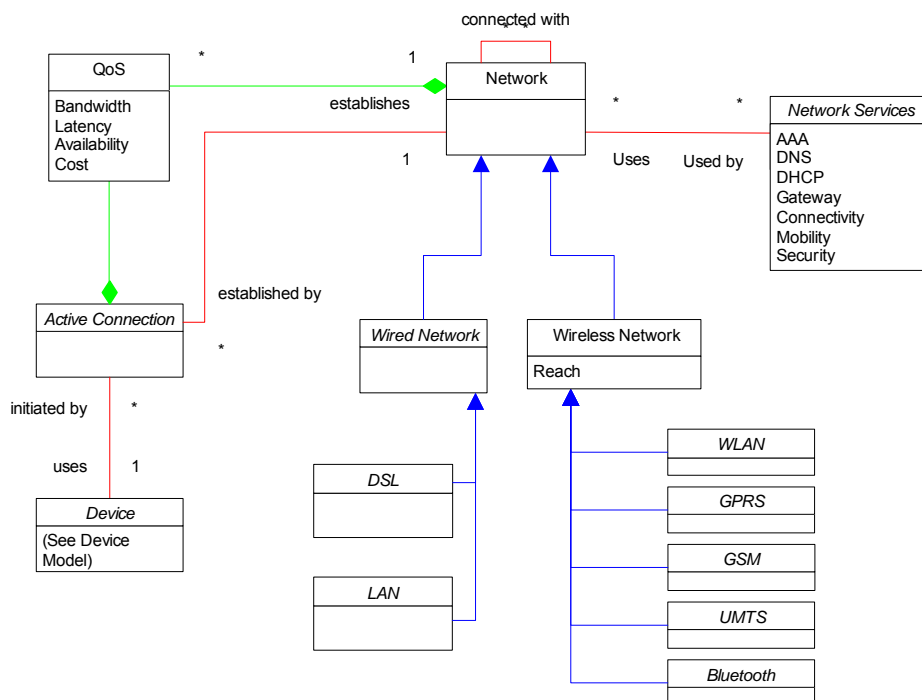 connected with
* *
QoS
Bandwidth
Latency
Availability
Cost
*
1
establishes
1
Network
*
*
Uses
Used by
Network Services
AAA
DNS
DHCP
Gateway
Connectivity
Mobility
Security
established by
*
Active Connection
initiated by
*
uses
1
Device
(See Device
Model)
Wired Network
Wireless Network
Reach
DSL
LAN
WLAN
GPRS
GSM
UMTS
Bluetooth